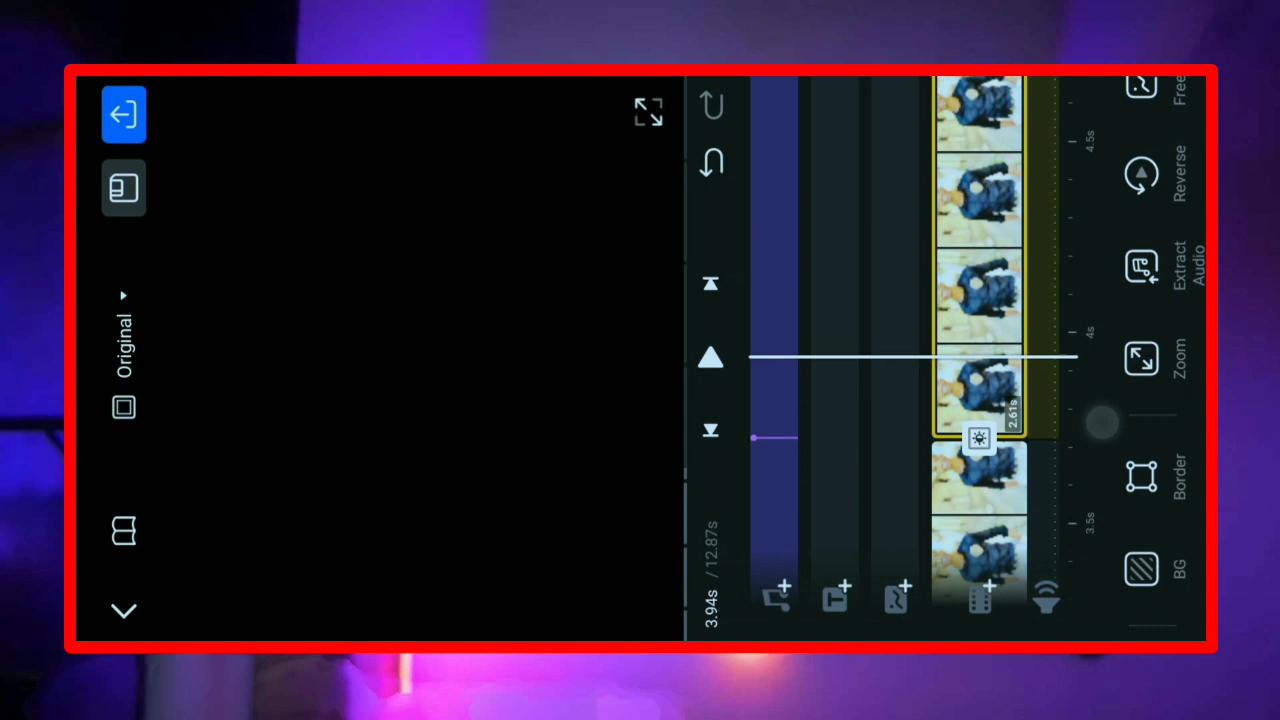 Original
3.94s / 12.87s
2.61s
3.5s
4s
4.5s
BG
Border
Zoom
Extract
Audio
Reverse
Free